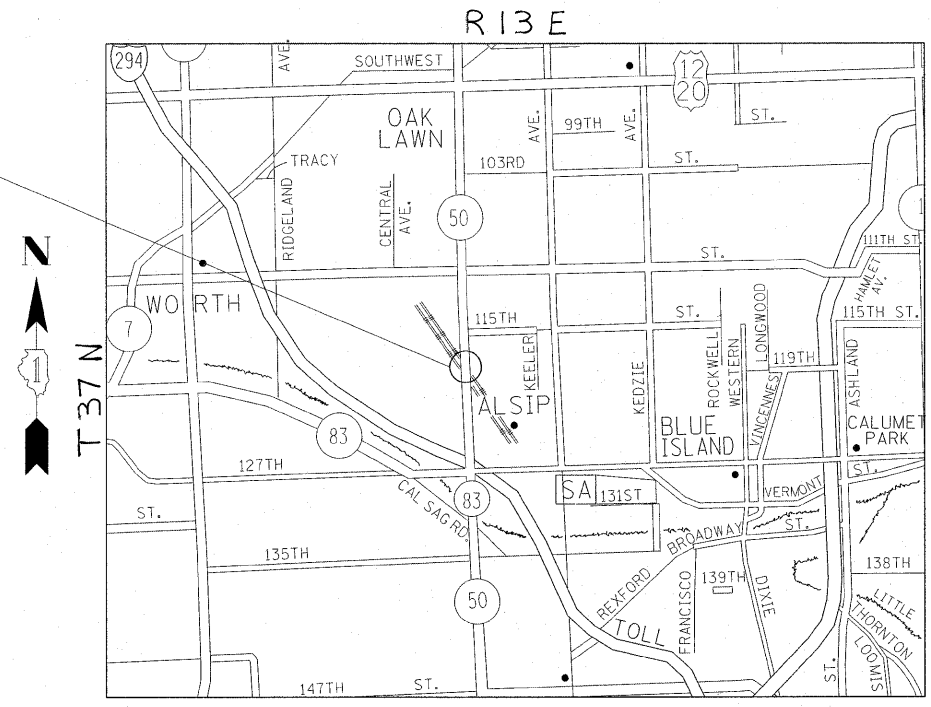 R 13 E
294
AVE.
SOUTHWEST
12
20
OAK
LAWN
AVE.
99TH
AVE.
ST.
TRACY
103RD
ST.
RIDGELAND
CENTRAL
AVE.
50
1
111TH ST.
ST.
HAMLET
AV.
N
WORTH
7
1
T 37 N
115TH
ST.
LONGWOOD
115TH ST.
KEELER
KEDZIE
ROCKWELL
WESTERN
119TH
ASHLAND
VINCENNES
ALSIP
83
BLUE
ISLAND
CALUMET
PARK
127TH
ST.
CAL SAG RD.
83
SA
131ST
VERMONT
ST.
BROADWAY
ST.
135TH
138TH
50
REXFORD
FRANCISCO
139TH
DIXIE
LITTLE
THORNTON
TOLL
LOOMIS
ST.
147TH
ST.